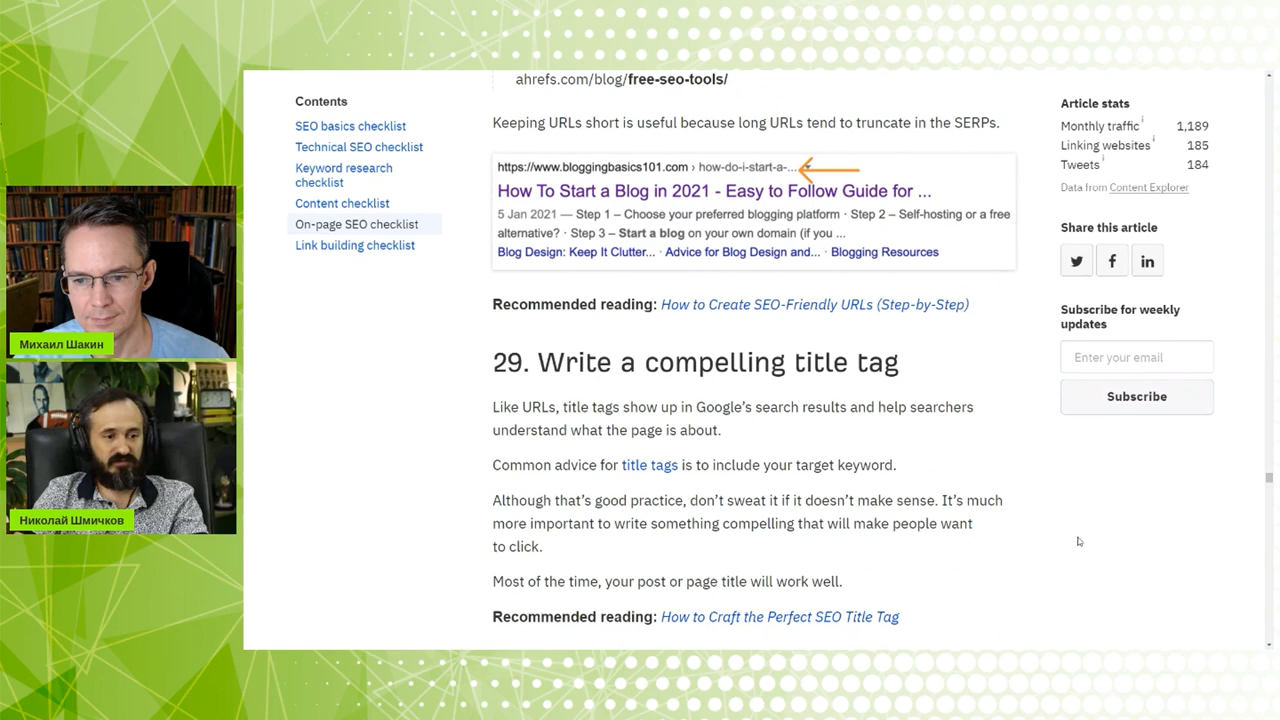 ahrefs.com/blog/free-seo-tools/
Contents
SEO basics checklist
Technical SEO checklist
Keyword research
checklist
Content checklist
On-page SEO checklist
Link building checklist
Михаил Шакин
Николай Шмичков
Keeping URLs short is useful because long URLs tend to truncate in the SERPs.
https://www.bloggingbasics101.com › how-do-i-start-a-...
How To Start a Blog in 2021 - Easy to Follow Guide for ...
5 Jan 2021 — Step 1 – Choose your preferred blogging platform · Step 2 – Self-hosting or a free
alternative? · Step 3 – Start a blog on your own domain (if you ...
Blog Design: Keep It Clutter... · Advice for Blog Design and... · Blogging Resources
Recommended reading: How to Create SEO-Friendly URLs (Step-by-Step)
29. Write a compelling title tag
Like URLs, title tags show up in Google’s search results and help searchers
understand what the page is about.
Common advice for title tags is to include your target keyword.
Although that’s good practice, don’t sweat it if it doesn’t make sense. It’s much
more important to write something compelling that will make people want
to click.
Most of the time, your post or page title will work well.
Recommended reading: How to Craft the Perfect SEO Title Tag
Article stats
Monthly traffic i 1,189
Linking websites i 185
Tweets i 184
Data from Content Explorer
Share this article
Subscribe for weekly
updates
Enter your email
Subscribe